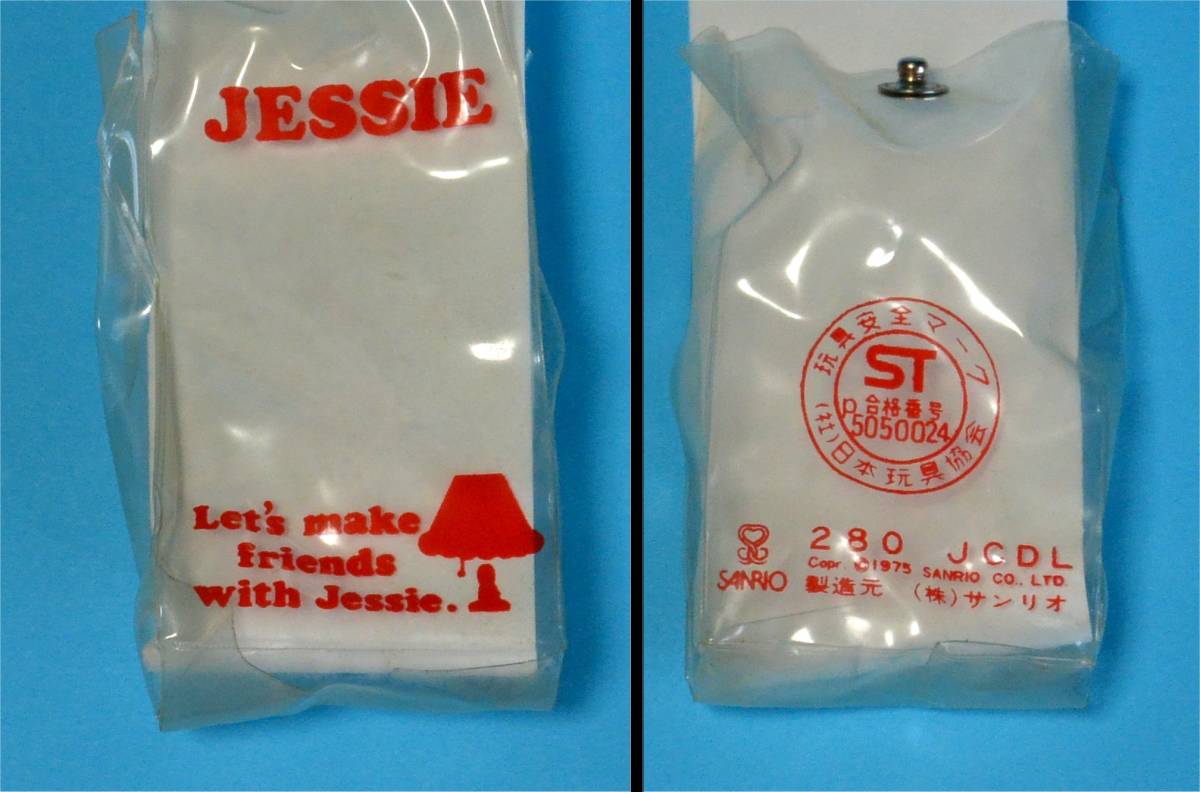 JESSIE
Let's make
friends
with Jessie.
玩具安全マーク
ST
合格番号
P5050024
(社)日本玩具協会
SANRIO
280 JCDL
Copr ©1975 SANRIO CO., LTD.
製造元 (株)サンリオ